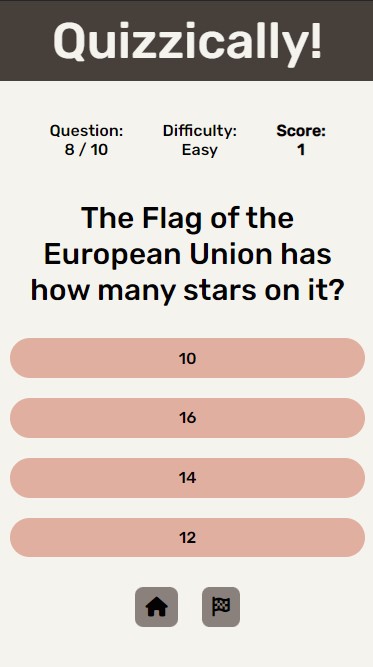 Quizzically!
Question: Difficulty: Score:
8 / 10 Easy 1
The Flag of the
European Union has
how many stars on it?
10
16
14
12